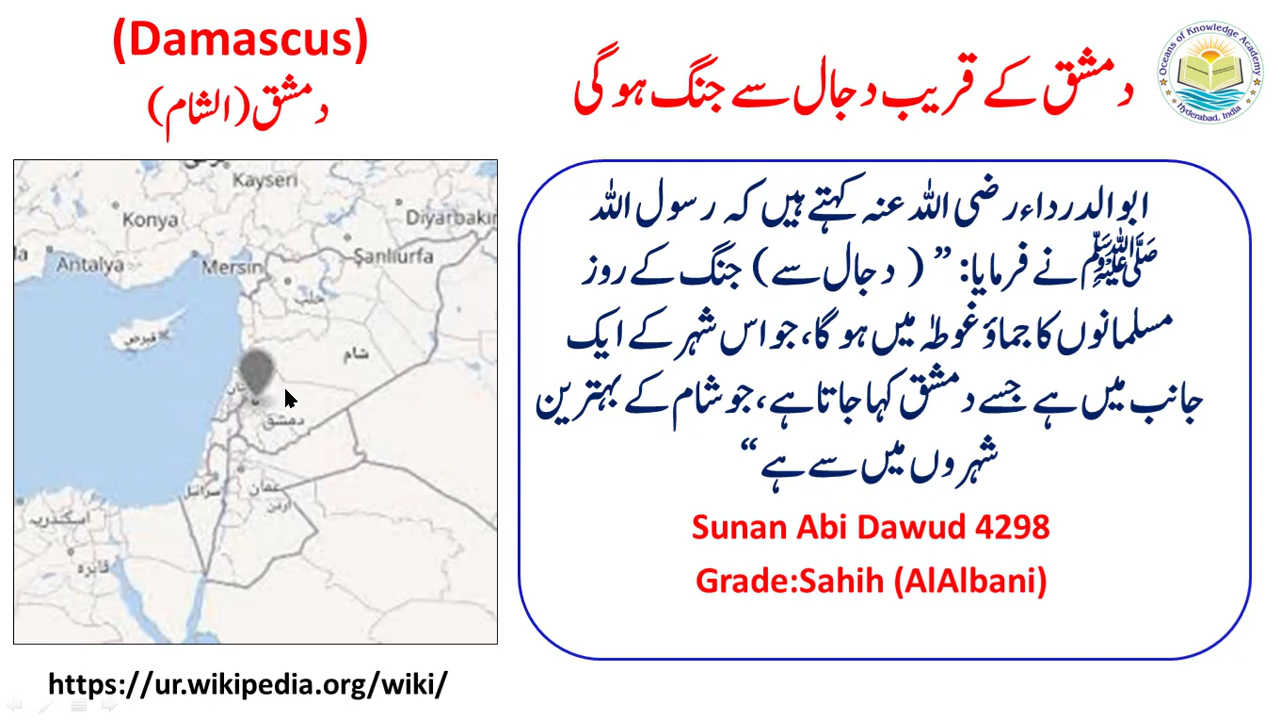 (Damascus)
دمشق (الشام)
دمشق کے قریب دجال سے جنگ ہوگی
Oceans of Knowledge Academy
Hyderabad, India
Kayseri
Konya
Diyarbakır
Antalya
Mersin
Şanlıurfa
حلب
قبرص
شام
دمشق
عمان
اردن
اسکندریہ
قاہرہ
ابو الدرداء رضی اللہ عنہ کہتے ہیں کہ رسول اللہ
ﷺ نے فرمایا: ”( دجال سے ) جنگ کے روز
مسلمانوں کا جماؤ غوطہٰ میں ہو گا، جو اس شہر کے ایک
جانب میں ہے جسے دمشق کہا جاتا ہے، جو شام کے بہترین
شہروں میں سے ہے“
Sunan Abi Dawud 4298
Grade:Sahih (AlAlbani)
https://ur.wikipedia.org/wiki/